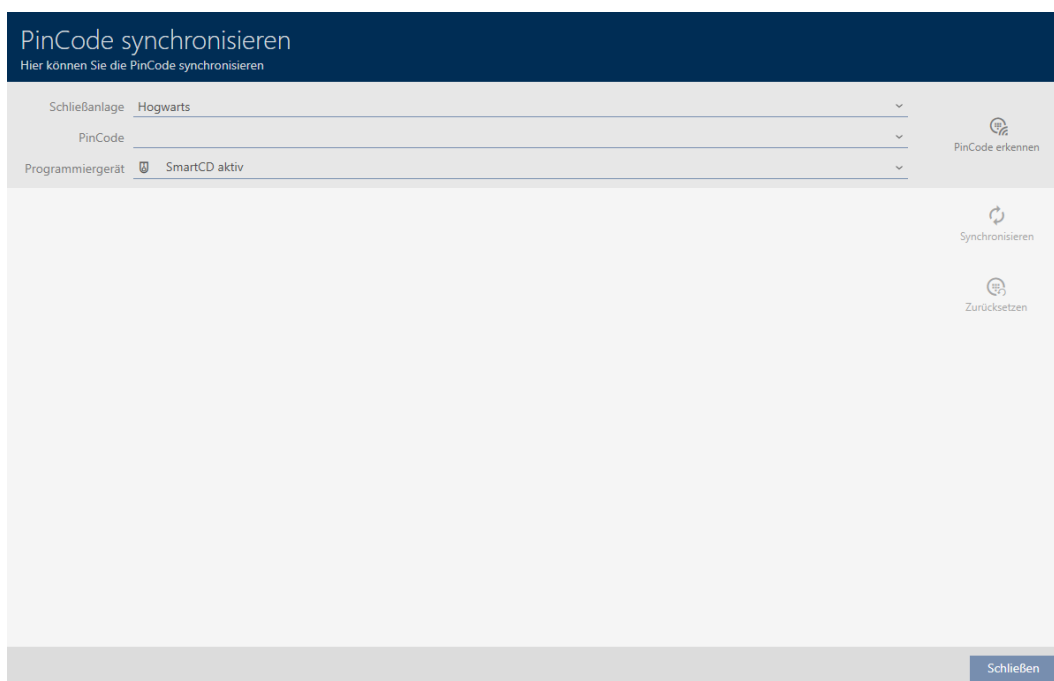 PinCode synchronisieren
Hier können Sie die PinCode synchronisieren
Schließanlage Hogwarts
PinCode
PinCode erkennen
Programmiergerät SmartCD aktiv
Synchronisieren
Zurücksetzen
Schließen